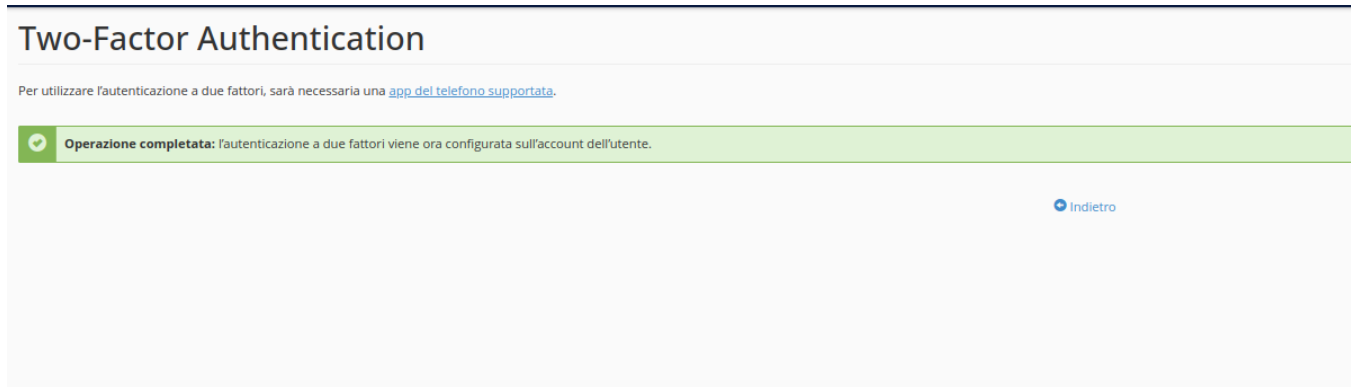 Two-Factor Authentication
Per utilizzare l'autenticazione a due fattori, sarà necessaria una app del telefono supportata.
Operazione completata: l'autenticazione a due fattori viene ora configurata sull'account dell'utente.
Indietro